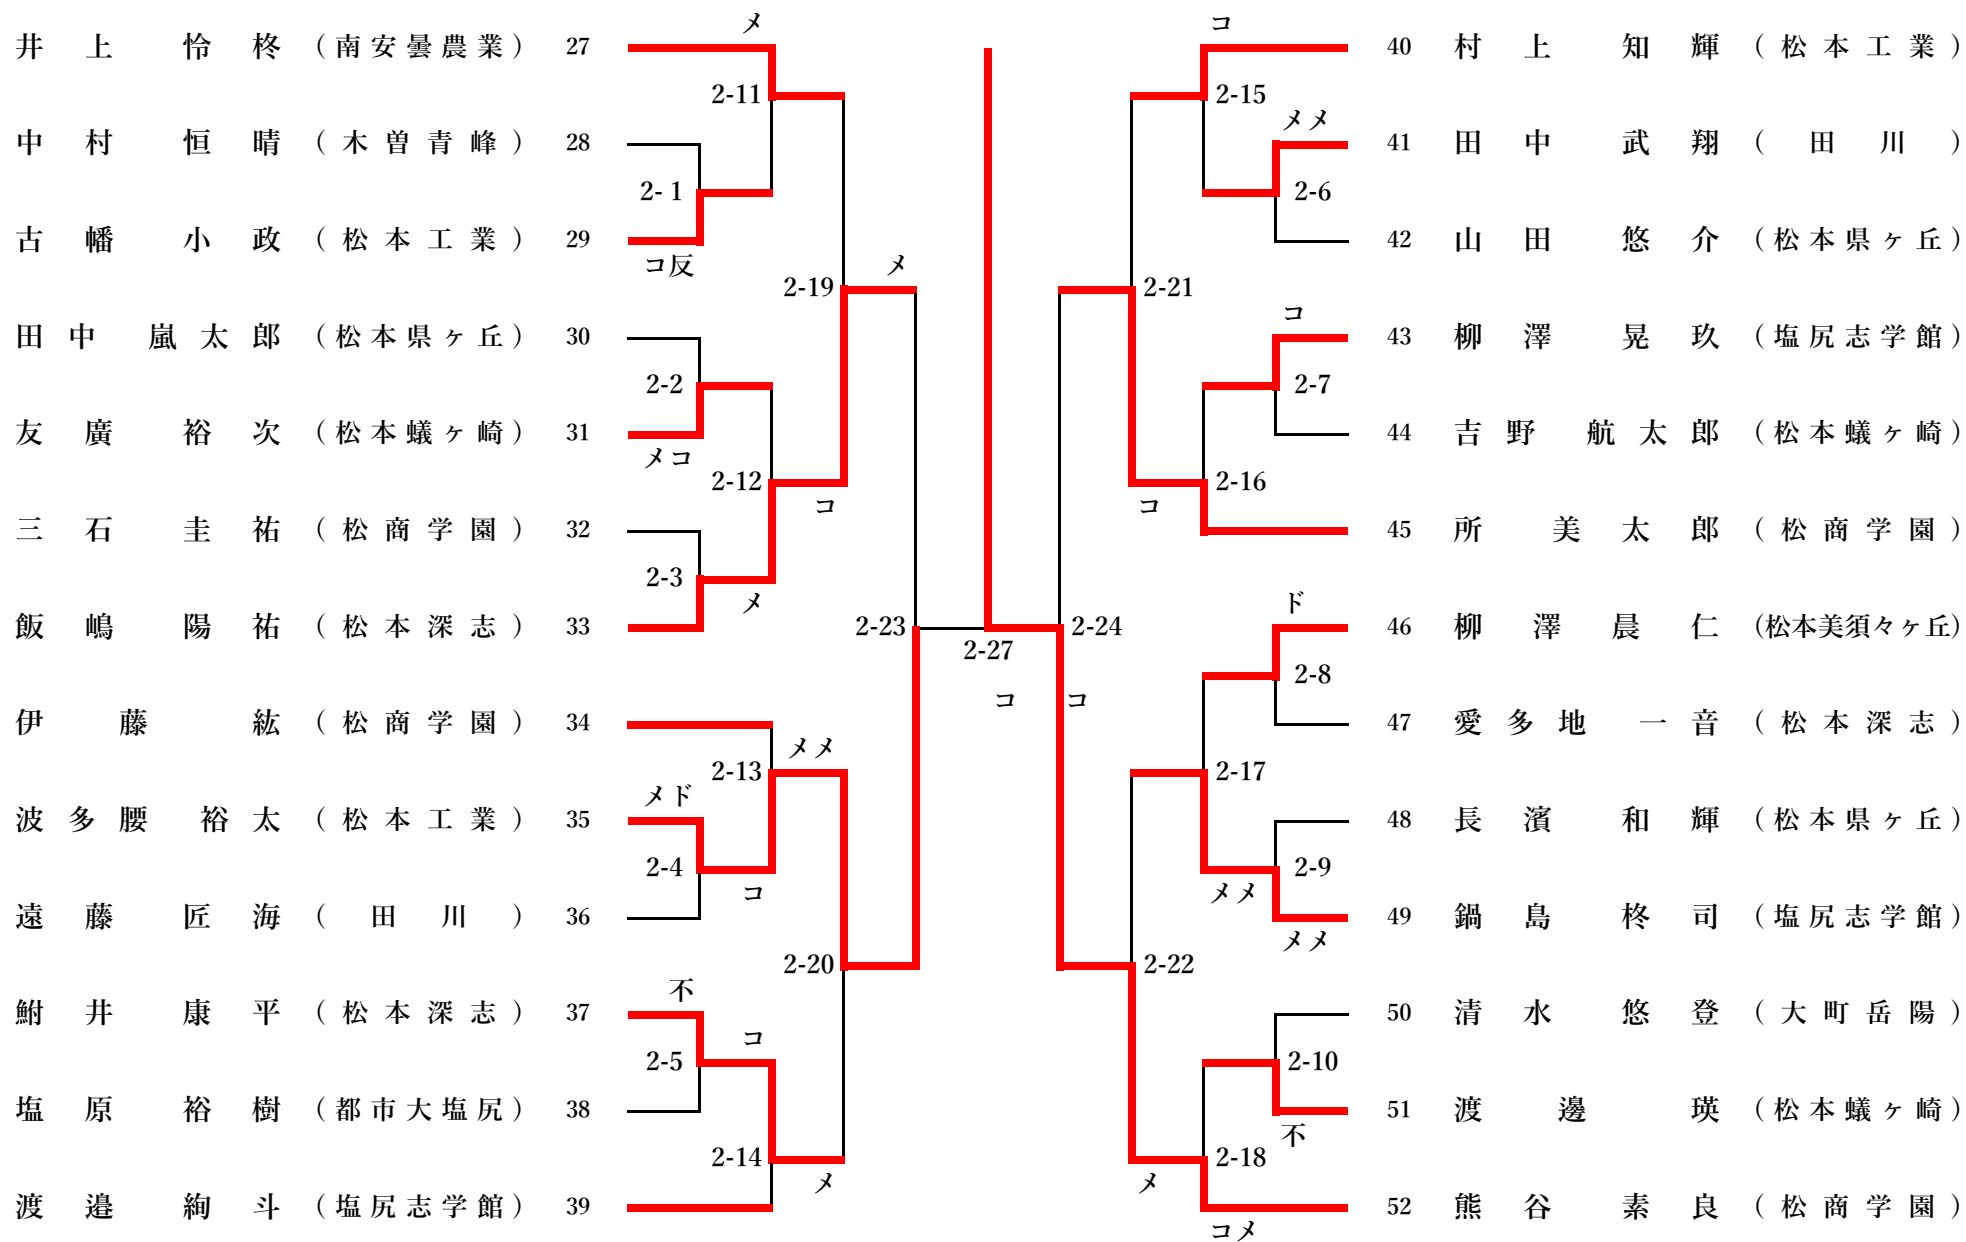 メ
コ
井上 怜柊 (南安曇農業) 27
40 村上 知輝 (松本工業)
2-11
2-15
メメ
中村 恒晴 (木曽青峰) 28
41 田中 武翔 (田川)
2- 1
2-6
古幡 小政 (松本工業) 29
42 山田 悠介 (松本県ヶ丘)
コ反
メ
2-19
2-21
コ
田中 嵐太郎 (松本県ヶ丘) 30
43 柳澤 晃玖 (塩尻志学館)
2-2
2-7
友廣 裕次 (松本蟻ヶ崎) 31
44 吉野 航太郎 (松本蟻ヶ崎)
メコ
2-12
2-16
コ
コ
三石 圭祐 (松商学園) 32
45 所 美太郎 (松商学園)
2-3
メ
ド
飯嶋 陽祐 (松本深志) 33
2-23
2-24
46 柳澤 晨仁 (松本美須々ヶ丘)
2-27
2-8
コ
コ
伊藤 紘 (松商学園) 34
47 愛多地 一音 (松本深志)
メメ
2-13
2-17
メド
波多腰 裕太 (松本工業) 35
48 長濱 和輝 (松本県ヶ丘)
2-4
2-9
コ
メメ
遠藤 匠海 (田川) 36
49 鍋島 柊司 (塩尻志学館)
メメ
2-20
2-22
不
鮒井 康平 (松本深志) 37
50 清水 悠登 (大町岳陽)
コ
2-5
2-10
塩原 裕樹 (都市大塩尻) 38
51 渡邊 瑛 (松本蟻ヶ崎)
不
2-14
2-18
メ
メ
渡邉 絢斗 (塩尻志学館) 39
52 熊谷 素良 (松商学園)
コメ